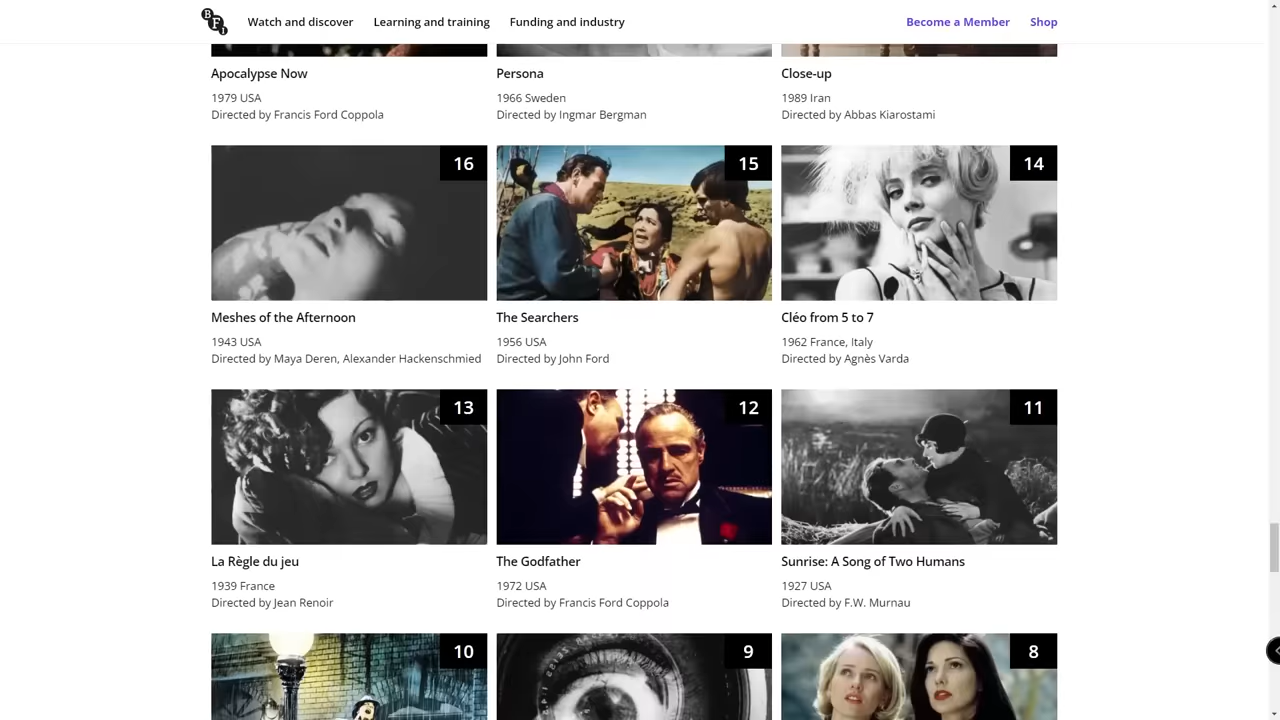 BFI
Watch and discover
Learning and training
Funding and industry
Become a Member
Shop
Apocalypse Now
1979 USA
Directed by Francis Ford Coppola
Persona
1966 Sweden
Directed by Ingmar Bergman
Close-up
1989 Iran
Directed by Abbas Kiarostami
16
Meshes of the Afternoon
1943 USA
Directed by Maya Deren, Alexander Hackenschmied
15
The Searchers
1956 USA
Directed by John Ford
14
Cléo from 5 to 7
1962 France, Italy
Directed by Agnès Varda
13
La Règle du jeu
1939 France
Directed by Jean Renoir
12
The Godfather
1972 USA
Directed by Francis Ford Coppola
11
Sunrise: A Song of Two Humans
1927 USA
Directed by F.W. Murnau
10
9
8